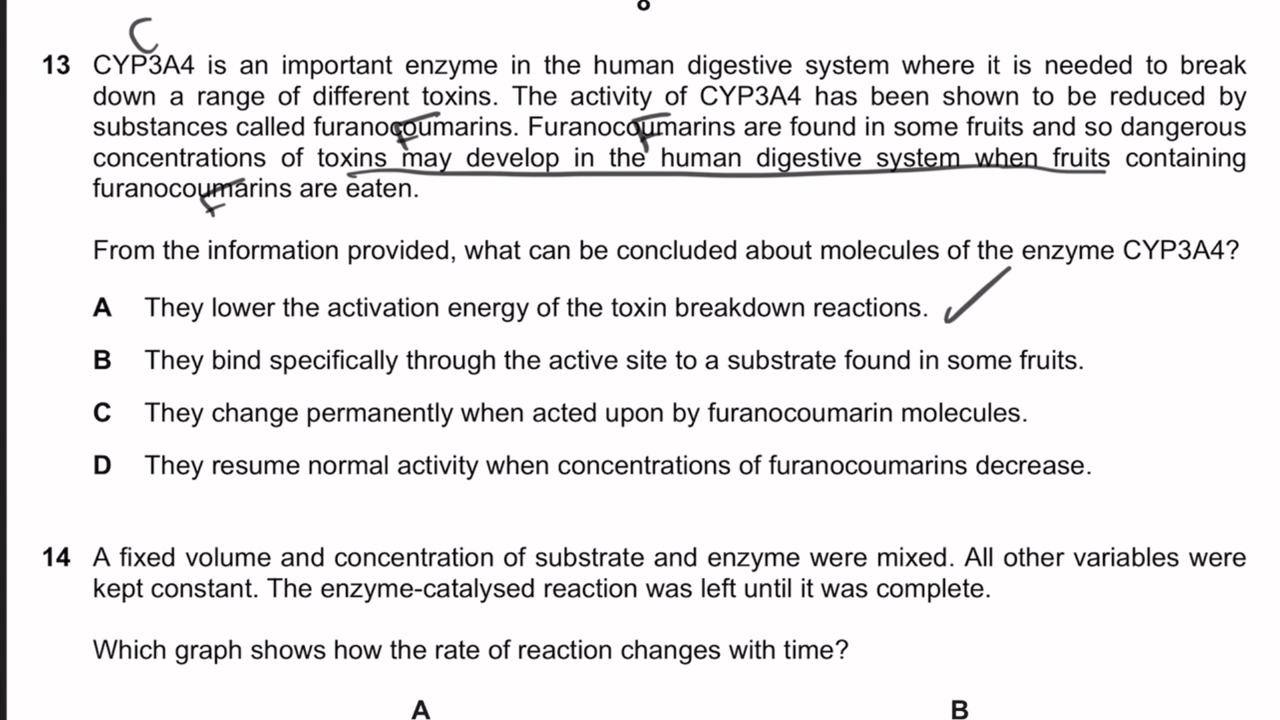 8
C
13 CYP3A4 is an important enzyme in the human digestive system where it is needed to break
down a range of different toxins. The activity of CYP3A4 has been shown to be reduced by
substances called furanocoumarins. Furanocoumarins are found in some fruits and so dangerous
F F
concentrations of toxins may develop in the human digestive system when fruits containing
furanocoumarins are eaten.
F
From the information provided, what can be concluded about molecules of the enzyme CYP3A4?
A They lower the activation energy of the toxin breakdown reactions.
B They bind specifically through the active site to a substrate found in some fruits.
C They change permanently when acted upon by furanocoumarin molecules.
D They resume normal activity when concentrations of furanocoumarins decrease.
14 A fixed volume and concentration of substrate and enzyme were mixed. All other variables were
kept constant. The enzyme-catalysed reaction was left until it was complete.
Which graph shows how the rate of reaction changes with time?
A B